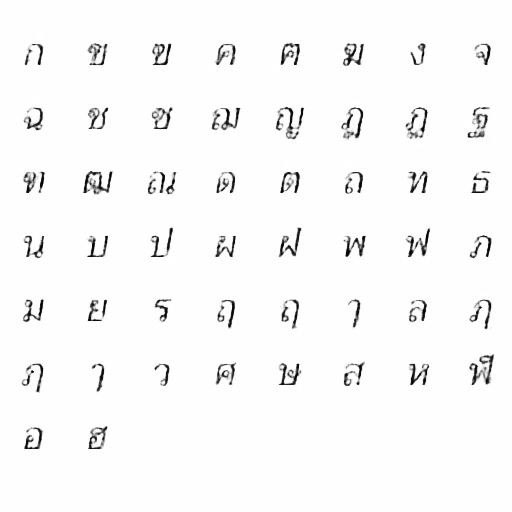 ก ข ฃ ค ฅ ฆ ง จ
ฉ ช ซ ฌ ญ ฎ ฏ ฐ
ฑ ฒ ณ ด ต ถ ท ธ
น บ ป ผ ฝ พ ฟ ภ
ม ย ร ฤ ฤ ๅ ล ฦ
ฦ ๅ ว ศ ษ ส ห ฬ
อ ฮ